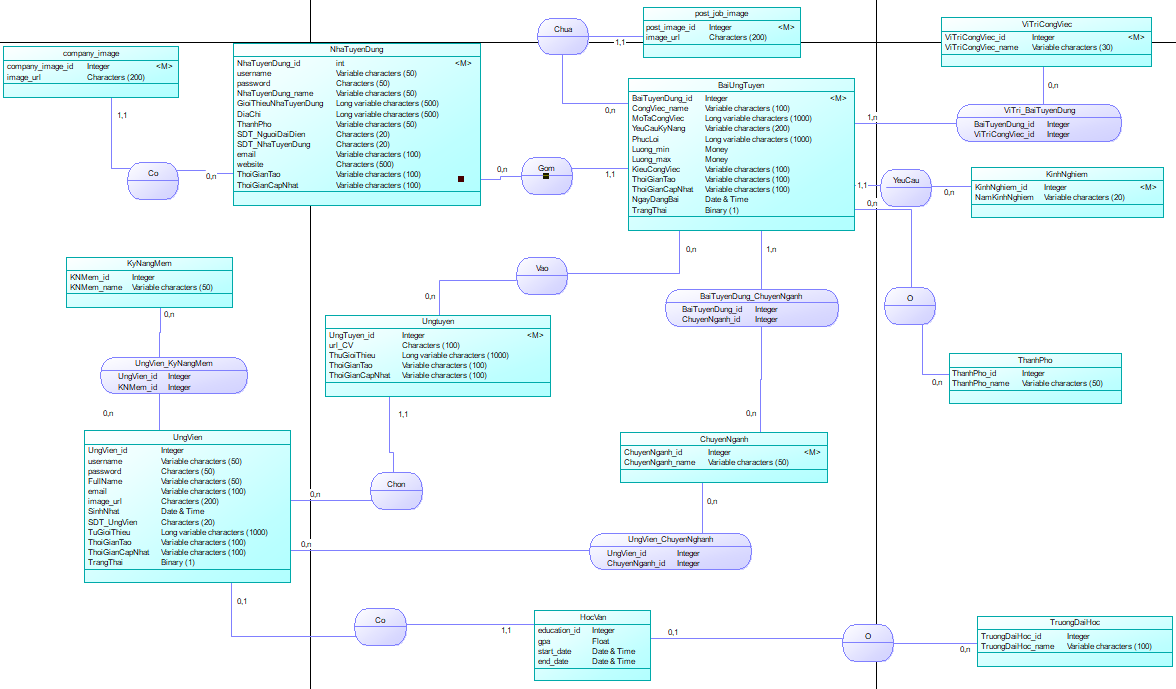 company_image
company_image_id Integer <M>
image_url Characters (200)
1,1
Co
0,n
NhaTuyenDung
NhaTuyenDung_id int <M>
username Variable characters (50)
password Characters (50)
NhaTuyenDung_name Variable characters (50)
GioiThieuNhaTuyenDung Long variable characters (500)
DiaChi Long variable characters (500)
ThanhPho Variable characters (50)
SDT_NguoiDaiDien Characters (20)
SDT_NhaTuyenDung Characters (20)
email Variable characters (100)
website Characters (500)
ThoiGianTao Variable characters (100)
ThoiGianCapNhat Variable characters (100)
0,n
Gom
1,1
Chua
1,1
0,n
post_job_image
post_image_id Integer <M>
image_url Characters (200)
BaiUngTuyen
BaiTuyenDung_id Integer <M>
CongViec_name Variable characters (100)
MoTaCongViec Long variable characters (1000)
YeuCauKyNang Variable characters (200)
PhucLoi Long variable characters (1000)
Luong_min Money
Luong_max Money
KieuCongViec Variable characters (100)
ThoiGianTao Variable characters (100)
ThoiGianCapNhat Variable characters (100)
NgayDangBai Date & Time
TrangThai Binary (1)
ViTriCongViec
ViTriCongViec_id Integer <M>
ViTriCongViec_name Variable characters (30)
0,n
ViTri_BaiTuyenDung
BaiTuyenDung_id Integer
ViTriCongViec_id Integer
1,n
1,1
YeuCau
0,n
KinhNghiem
KinhNghiem_id Integer <M>
NamKinhNghiem Variable characters (20)
0,n
O
0,n
ThanhPho
ThanhPho_id Integer
ThanhPho_name Variable characters (50)
KyNangMem
KNMem_id Integer
KNMem_name Variable characters (50)
0,n
UngVien_KyNangMem
UngVien_id Integer
KNMem_id Integer
0,n
0,n
Vao
0,n
Ungtuyen
UngTuyen_id Integer <M>
url_CV Characters (100)
ThuGioiThieu Long variable characters (1000)
ThoiGianTao Variable characters (100)
ThoiGianCapNhat Variable characters (100)
1,1
Chon
0,n
1,n
BaiTuyenDung_ChuyenNganh
BaiTuyenDung_id Integer
ChuyenNganh_id Integer
0,n
ChuyenNganh
ChuyenNganh_id Integer <M>
ChuyenNganh_name Variable characters (50)
0,n
UngVien_ChuyenNghanh
UngVien_id Integer
ChuyenNganh_id Integer
0,n
UngVien
UngVien_id Integer
username Variable characters (50)
password Characters (50)
FullName Variable characters (50)
email Variable characters (100)
image_url Characters (200)
SinhNhat Date & Time
SDT_UngVien Characters (20)
TuGioiThieu Long variable characters (1000)
ThoiGianTao Variable characters (100)
ThoiGianCapNhat Variable characters (100)
TrangThai Binary (1)
0,1
Co
1,1
HocVan
education_id Integer
gpa Float
start_date Date & Time
end_date Date & Time
0,1
O
0,n
TruongDaiHoc
TruongDaiHoc_id Integer
TruongDaiHoc_name Variable characters (100)